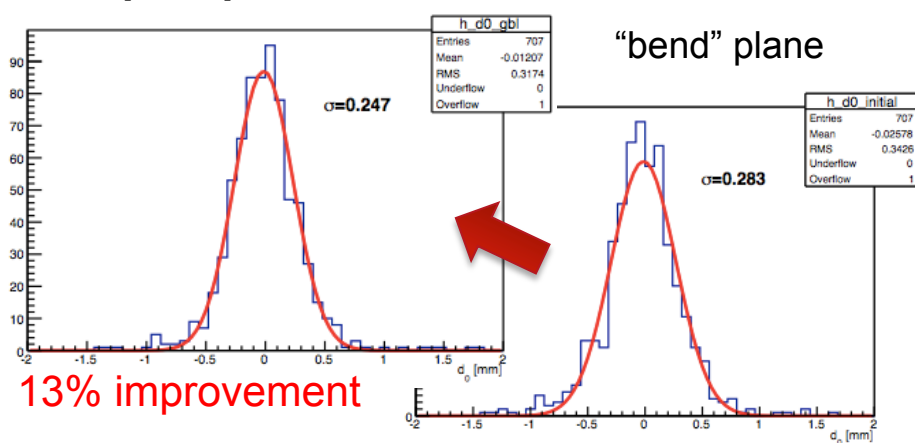 h_d0_gbl
Entries 707
Mean -0.01207
RMS 0.3174
Underflow 0
Overflow 1
σ=0.247
90
80
70
60
50
40
30
20
10
0
-2 -1.5 -1 -0.5 0 0.5 1 1.5 2
d0 [mm]
13% improvement
“bend” plane
h_d0_initial
Entries 707
Mean -0.02578
RMS 0.3426
Underflow 0
Overflow 1
σ=0.283
0
-2 -1.5 -1 -0.5 0 0.5 1 1.5 2
d0 [mm]